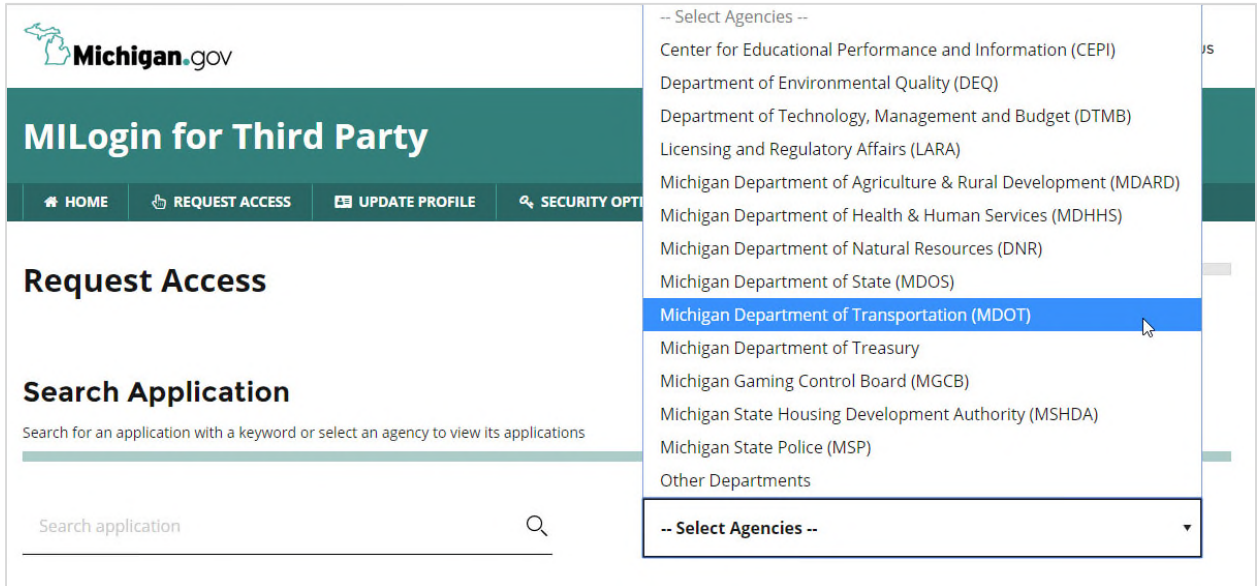 Michigan.gov
US
MILogin for Third Party
HOME
REQUEST ACCESS
UPDATE PROFILE
SECURITY OPTI
Request Access
Search Application
Search for an application with a keyword or select an agency to view its applications
Search application
-- Select Agencies --
Center for Educational Performance and Information (CEPI)
Department of Environmental Quality (DEQ)
Department of Technology, Management and Budget (DTMB)
Licensing and Regulatory Affairs (LARA)
Michigan Department of Agriculture & Rural Development (MDARD)
Michigan Department of Health & Human Services (MDHHS)
Michigan Department of Natural Resources (DNR)
Michigan Department of State (MDOS)
Michigan Department of Transportation (MDOT)
Michigan Department of Treasury
Michigan Gaming Control Board (MGCB)
Michigan State Housing Development Authority (MSHDA)
Michigan State Police (MSP)
Other Departments
-- Select Agencies --